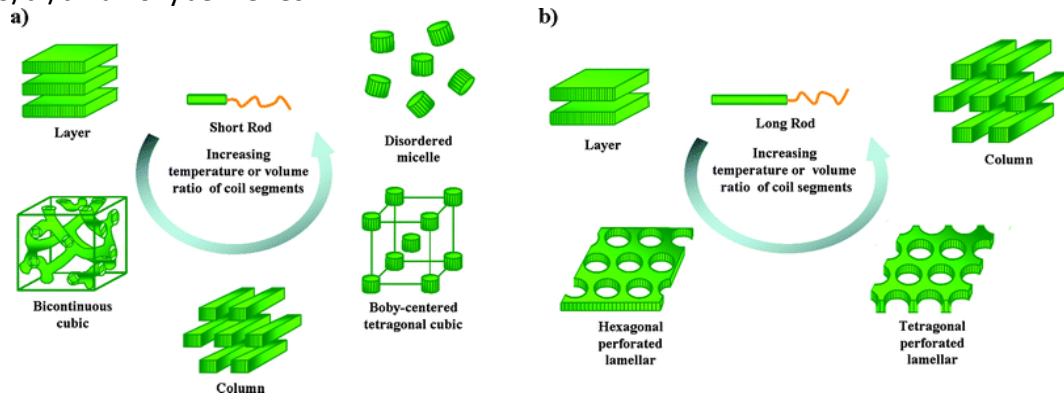 a)
Layer
Short Rod
Increasing
temperature or volume
ratio of coil segments
Disordered
micelle
Bicontinuous
cubic
Column
Boby-centered
tetragonal cubic
b)
Layer
Long Rod
Increasing
temperature or volume
ratio of coil segments
Column
Hexagonal
perforated
lamellar
Tetragonal
perforated
lamellar